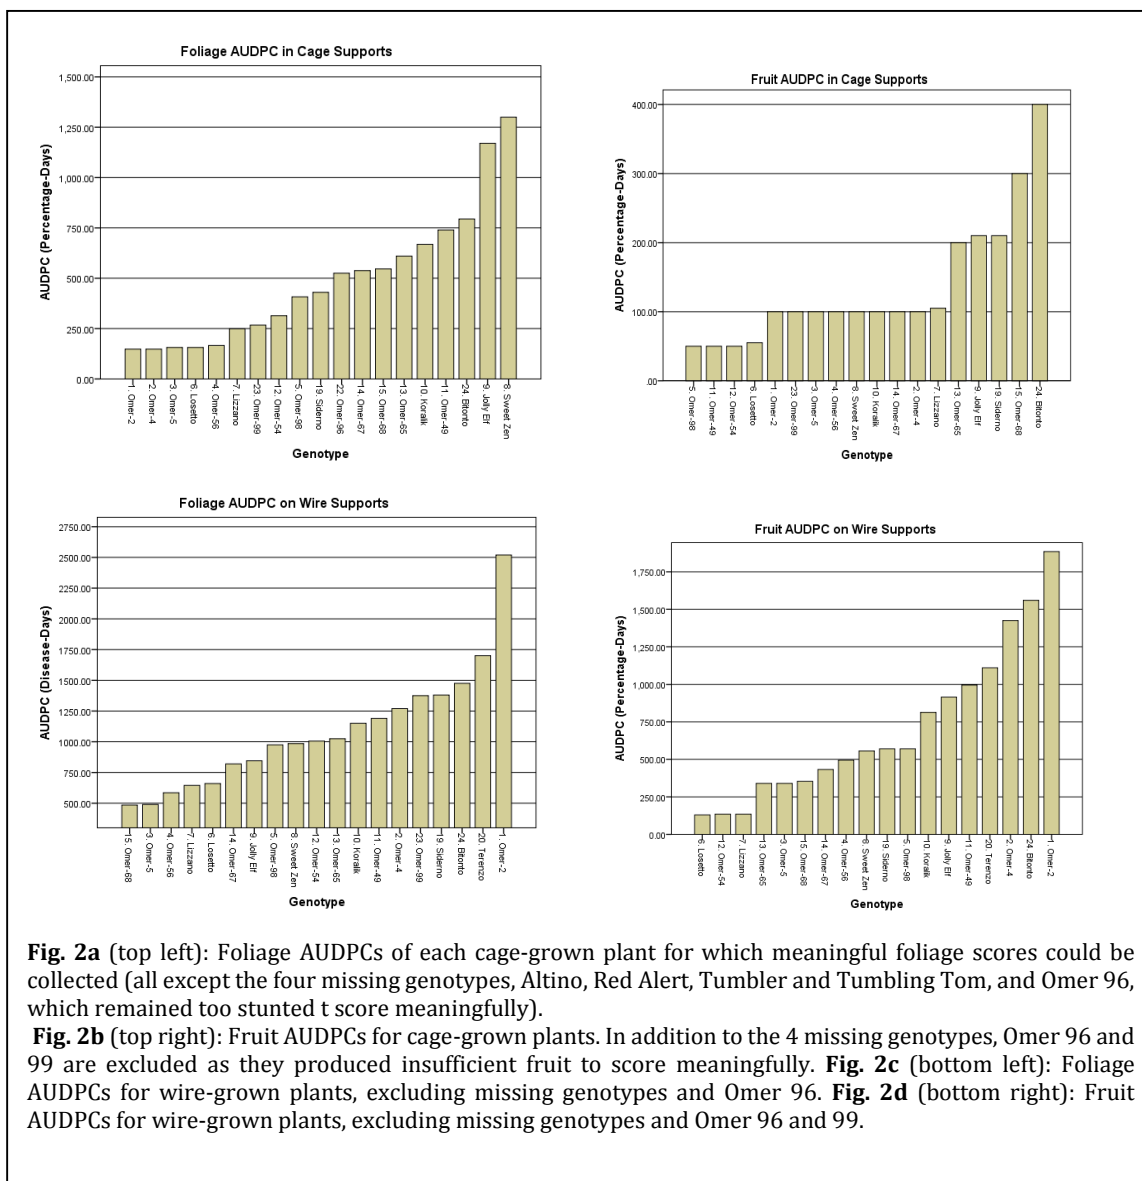 Foliage AUDPC in Cage Supports
AUDPC (Percentage-Days)
1,500.00
1,250.00
1,000.00
750.00
500.00
250.00
0.00
1. Omer-2
2. Omer-4
3. Omer-5
6. Losetto
4. Omer-56
7. Lizzano
23. Omer-99
12. Omer-54
5. Omer-98
19. Siderno
22. Omer-96
14. Omer-67
15. Omer-68
13. Omer-65
10. Koralik
11. Omer-49
24. Bitonto
9. Jolly Elf
8. Sweet Zen
Genotype
Fruit AUDPC in Cage Supports
AUDPC (Percentage-Days)
400.00
300.00
200.00
100.00
.00
5. Omer-98
11. Omer-49
12. Omer-54
6. Losetto
1. Omer-2
23. Omer-99
3. Omer-5
4. Omer-56
8. Sweet Zen
10. Koralik
14. Omer-67
2. Omer-4
7. Lizzano
13. Omer-65
9. Jolly Elf
19. Siderno
15. Omer-68
24. Bitonto
Genotype
Foliage AUDPC on Wire Supports
AUDPC (Disease-Days)
2750.00
2500.00
2250.00
2000.00
1750.00
1500.00
1250.00
1000.00
750.00
500.00
15. Omer-68
3. Omer-5
4. Omer-56
7. Lizzano
6. Losetto
14. Omer-67
9. Jolly Elf
5. Omer-98
8. Sweet Zen
12. Omer-54
13. Omer-65
10. Koralik
11. Omer-49
2. Omer-4
23. Omer-99
19. Siderno
24. Bitonto
20. Terenzo
1. Omer-2
Genotype
Fruit AUDPC on Wire Supports
AUDPC (Percentage-Days)
1,750.00
1,500.00
1,250.00
1,000.00
750.00
500.00
250.00
0.00
6. Losetto
12. Omer-54
7. Lizzano
13. Omer-65
3. Omer-5
15. Omer-68
14. Omer-67
4. Omer-56
8. Sweet Zen
19. Siderno
5. Omer-98
10. Koralik
9. Jolly Elf
11. Omer-49
20. Terenzo
2. Omer-4
24. Bitonto
1. Omer-2
Genotype
Fig. 2a (top left): Foliage AUDPCs of each cage-grown plant for which meaningful foliage scores could be
collected (all except the four missing genotypes, Altino, Red Alert, Tumbler and Tumbling Tom, and Omer 96,
which remained too stunted t score meaningfully).
Fig. 2b (top right): Fruit AUDPCs for cage-grown plants. In addition to the 4 missing genotypes, Omer 96 and
99 are excluded as they produced insufficient fruit to score meaningfully. Fig. 2c (bottom left): Foliage
AUDPCs for wire-grown plants, excluding missing genotypes and Omer 96. Fig. 2d (bottom right): Fruit
AUDPCs for wire-grown plants, excluding missing genotypes and Omer 96 and 99.